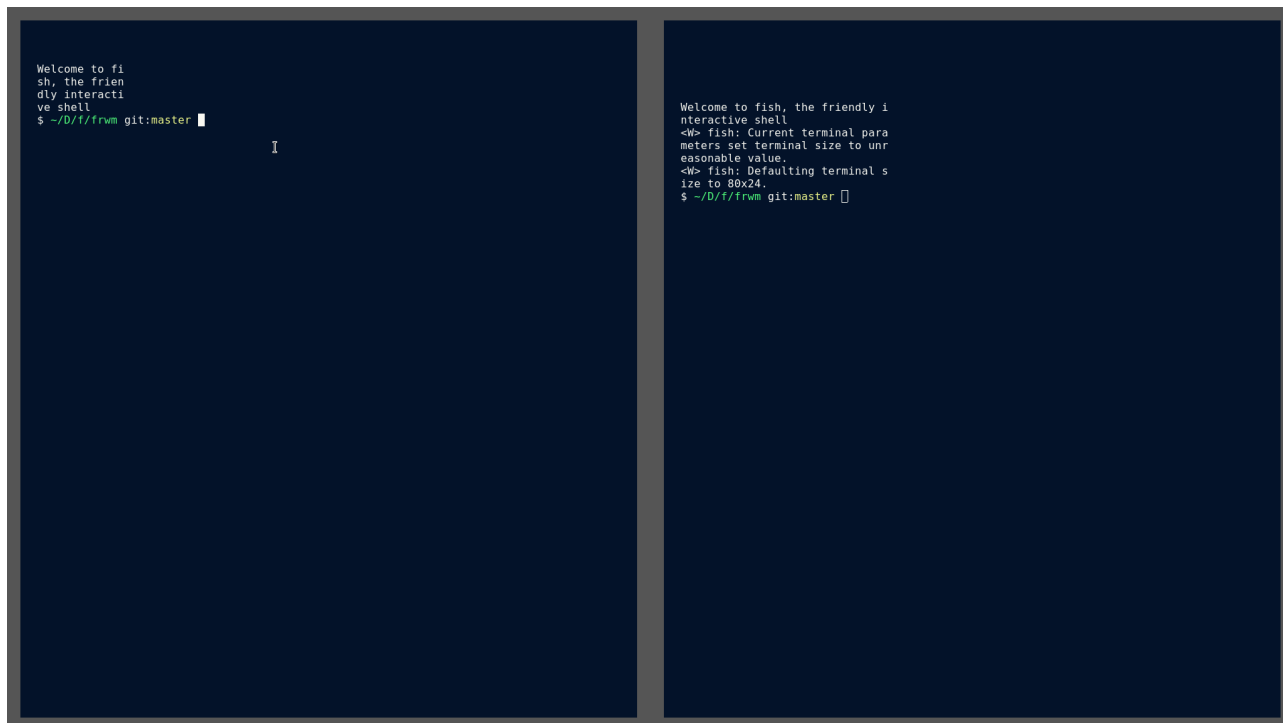 Welcome to fi
sh, the frien
dly interacti
ve shell
$ ~/D/f/frwm git:master
Welcome to fish, the friendly i
nteractive shell
<W> fish: Current terminal para
meters set terminal size to unr
easonable value.
<W> fish: Defaulting terminal s
ize to 80x24.
$ ~/D/f/frwm git:master